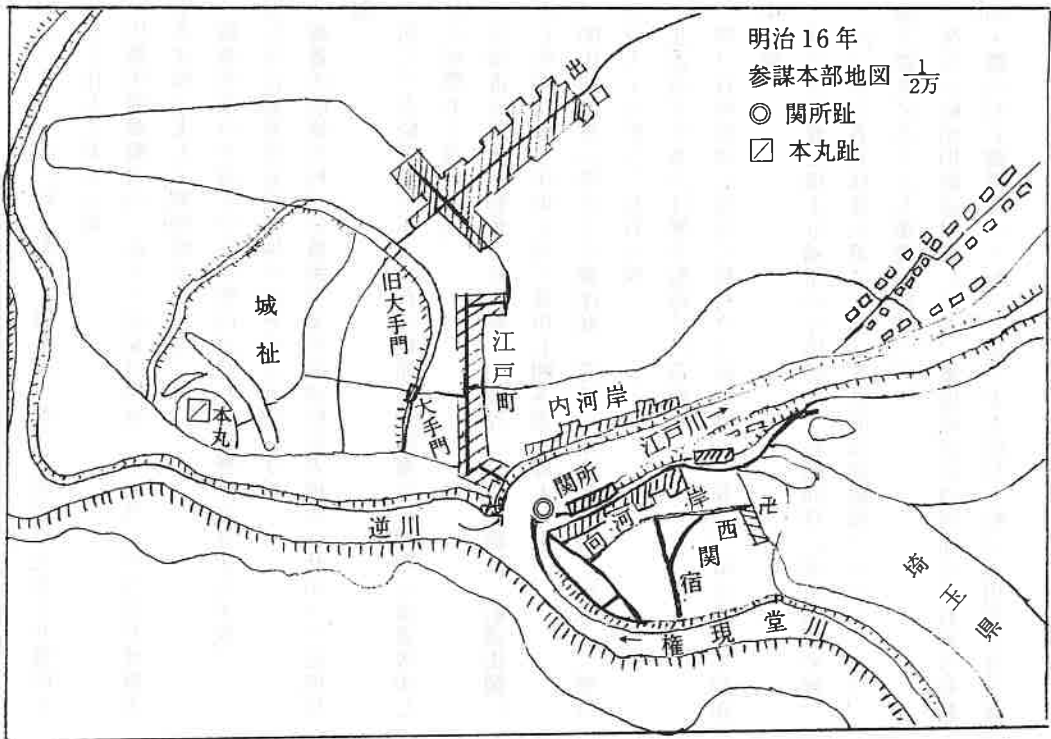 明治16年
参謀本部地図 1/2万
◎ 関所趾
〼 本丸趾
出口
城祉
旧大手門
江戸町
大手門
本丸
内河岸
江戸川→
関所
向河岸
卍
西関宿
逆川
←権現堂川
埼玉県